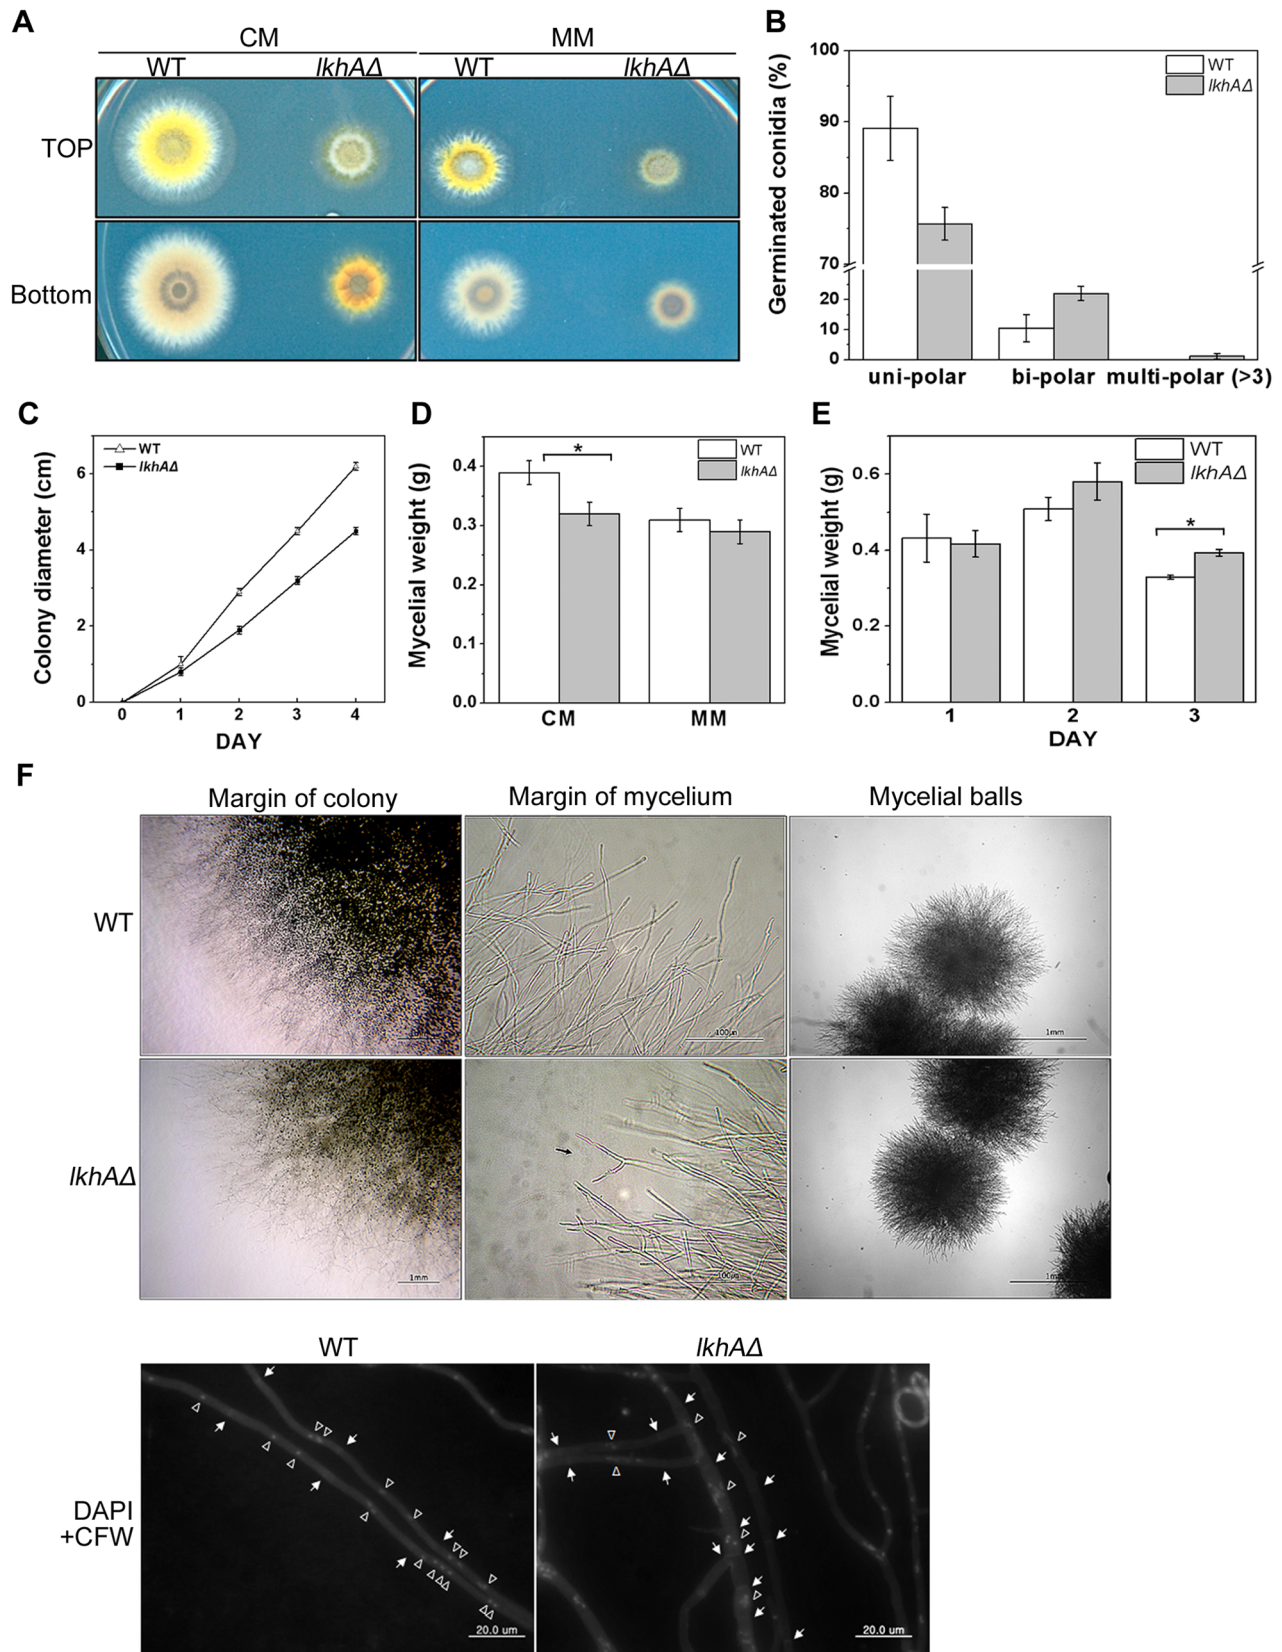 A
CM
MM
WT
lkhAΔ
WT
lkhAΔ
TOP
Bottom
B
Germinated conidia (%)
100
90
80
70
20
10
0
WT
lkhAΔ
uni-polar
bi-polar
multi-polar (>3)
C
Colony diameter (cm)
6
4
2
0
WT
lkhAΔ
0
1
2
3
4
DAY
D
Mycelial weight (g)
0.4
0.3
0.2
0.1
0.0
*
WT
lkhAΔ
CM
MM
E
Mycelial weight (g)
0.6
0.4
0.2
0.0
WT
lkhAΔ
*
1
2
3
DAY
F
Margin of colony
Margin of mycelium
Mycelial balls
WT
100μm
1mm
lkhAΔ
1mm
100μm
1mm
WT
lkhAΔ
DAPI
+CFW
20.0 um
20.0 um